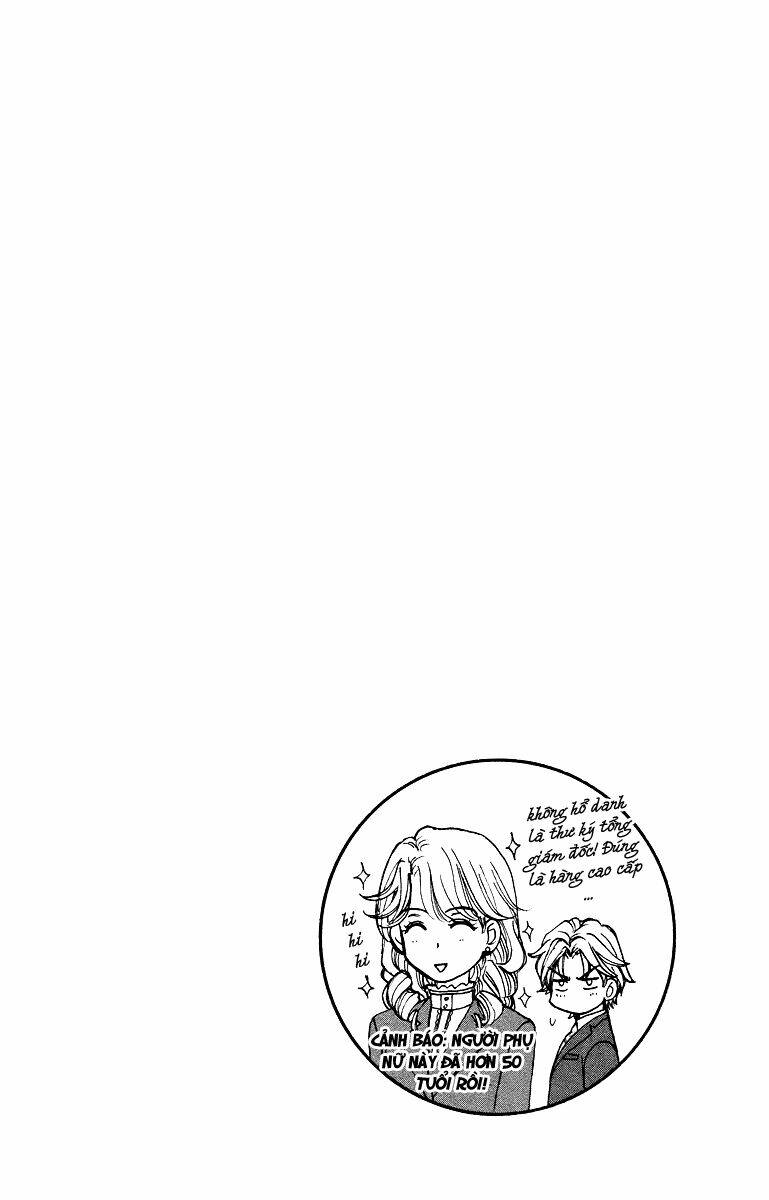 không hổ danh
là thư ký tổng
giám đốc! Đúng
là hàng cao cấp
...
hi
hi
hi
CẢNH BÁO: NGƯỜI PHỤ
NỮ NÀY ĐÃ HƠN 50
TUỔI RỒI!